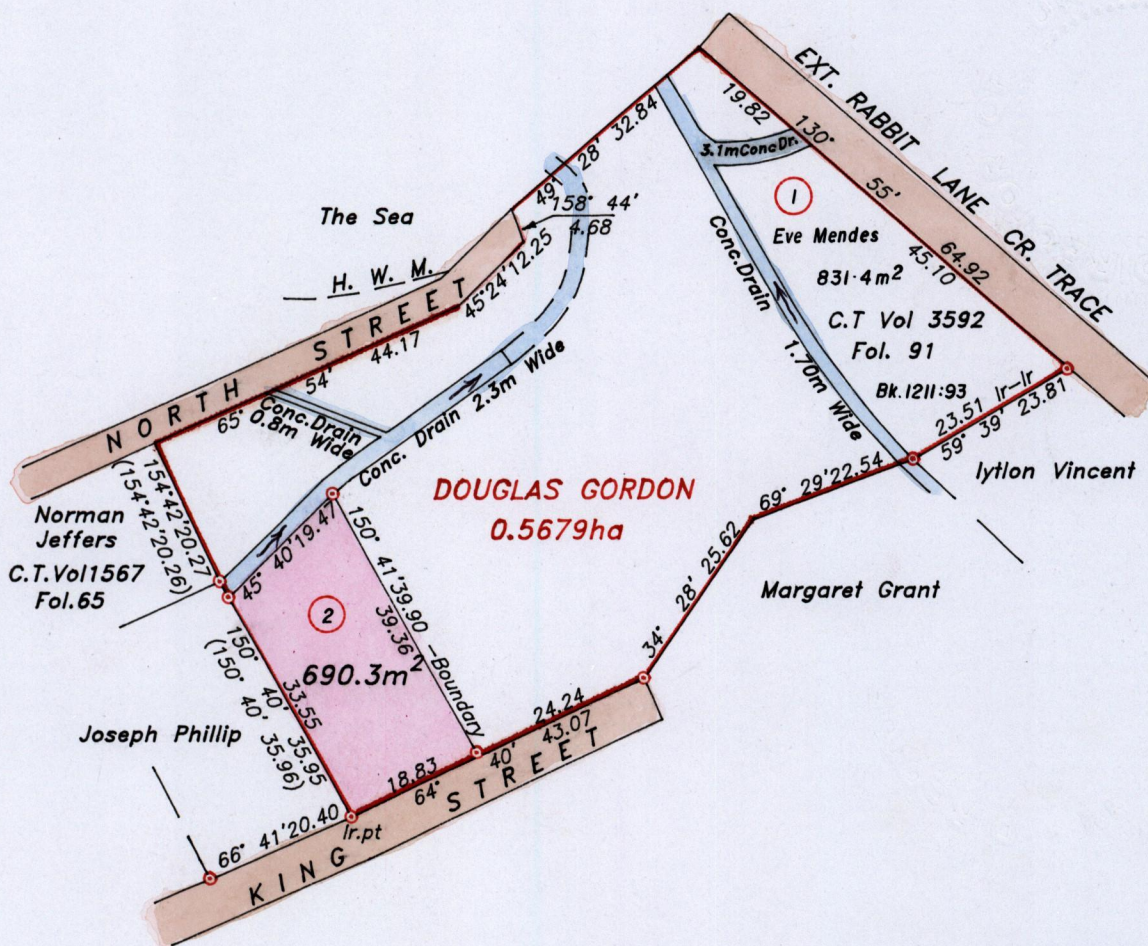 EXT. RABBIT LANE CR. TRACE
19.82
130°
55'
64.92
45.10
3.1m Conc Dr.
49° 28' 32.84
158° 44'
4.68
1
Eve Mendes
831·4m²
C.T Vol 3592
Fol. 91
Bk.1211:93
The Sea
H. W. M.
NORTH STREET
45°24'12.25
65° 54' 44.17
Conc.Drain
0.8m Wide
Conc. Drain 2.3m Wide
Conc.Drain 1.70m Wide
23.51 Ir-Ir
59° 39' 23.81
lytlon Vincent
69° 29'22.54
DOUGLAS GORDON
0.5679ha
34° 28' 25.62
Margaret Grant
154°42'20.27
(154°42'20.26)
Norman
Jeffers
C.T.Vol1567
Fol.65
45° 40'19.47
150° 41'39.90
39.36 –Boundary
2
690.3m²
150° 40' 35.95
33.55
(150° 40' 35.96)
Joseph Phillip
24.24
18.83
64° 40' 43.07
66° 41'20.40
Ir.pt
KING STREET